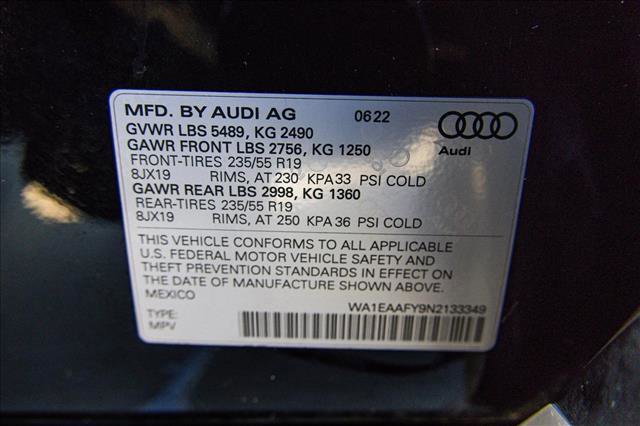 MFD. BY AUDI AG 0622
GVWR LBS 5489, KG 2490
GAWR FRONT LBS 2756, KG 1250
FRONT-TIRES 235/55 R19
8JX19 RIMS, AT 230 KPA 33 PSI COLD
GAWR REAR LBS 2998, KG 1360
REAR-TIRES 235/55 R19
8JX19 RIMS, AT 250 KPA 36 PSI COLD
Audi
THIS VEHICLE CONFORMS TO ALL APPLICABLE
U.S. FEDERAL MOTOR VEHICLE SAFETY AND
THEFT PREVENTION STANDARDS IN EFFECT ON
THE DATE OF MANUFACTURE SHOWN ABOVE.
MEXICO
WA1EAAFY9N2133349
TYPE:
MPV